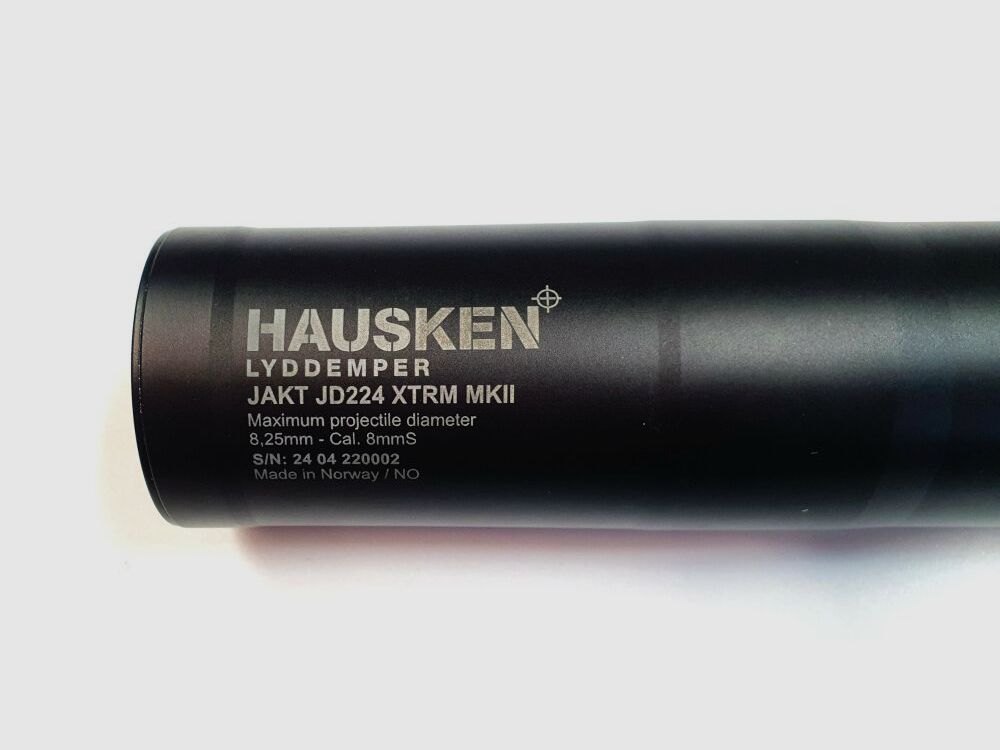 HAUSKEN
LYDDEMPER
JAKT JD224 XTRM MKII
Maximum projectile diameter
8,25mm - Cal. 8mmS
S/N: 24 04 220002
Made in Norway / NO